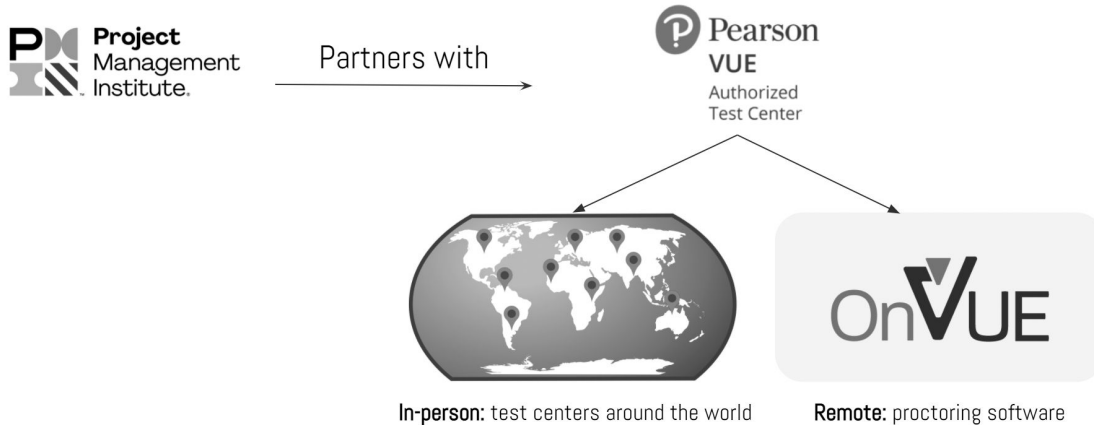 Project
Management
Institute.
Partners with
Pearson
VUE
Authorized
Test Center
OnVUE
In-person: test centers around the world
Remote: proctoring software